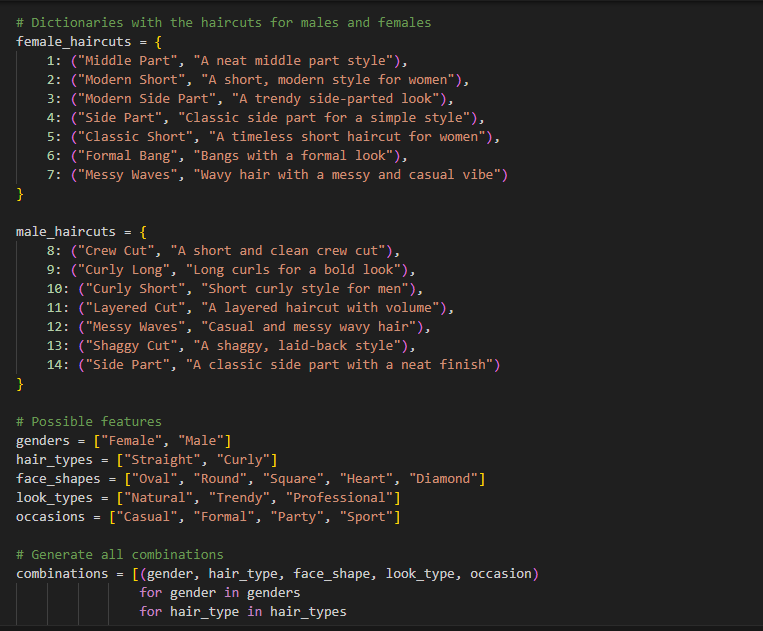 # Dictionaries with the haircuts for males and females
female_haircuts = {
    1: ("Middle Part", "A neat middle part style"),
    2: ("Modern Short", "A short, modern style for women"),
    3: ("Modern Side Part", "A trendy side-parted look"),
    4: ("Side Part", "Classic side part for a simple style"),
    5: ("Classic Short", "A timeless short haircut for women"),
    6: ("Formal Bang", "Bangs with a formal look"),
    7: ("Messy Waves", "Wavy hair with a messy and casual vibe")
}
male_haircuts = {
    8: ("Crew Cut", "A short and clean crew cut"),
    9: ("Curly Long", "Long curls for a bold look"),
    10: ("Curly Short", "Short curly style for men"),
    11: ("Layered Cut", "A layered haircut with volume"),
    12: ("Messy Waves", "Casual and messy wavy hair"),
    13: ("Shaggy Cut", "A shaggy, laid-back style"),
    14: ("Side Part", "A classic side part with a neat finish")
}
# Possible features
genders = ["Female", "Male"]
hair_types = ["Straight", "Curly"]
face_shapes = ["Oval", "Round", "Square", "Heart", "Diamond"]
look_types = ["Natural", "Trendy", "Professional"]
occasions = ["Casual", "Formal", "Party", "Sport"]
# Generate all combinations
combinations = [(gender, hair_type, face_shape, look_type, occasion)
                for gender in genders
                for hair_type in hair_types